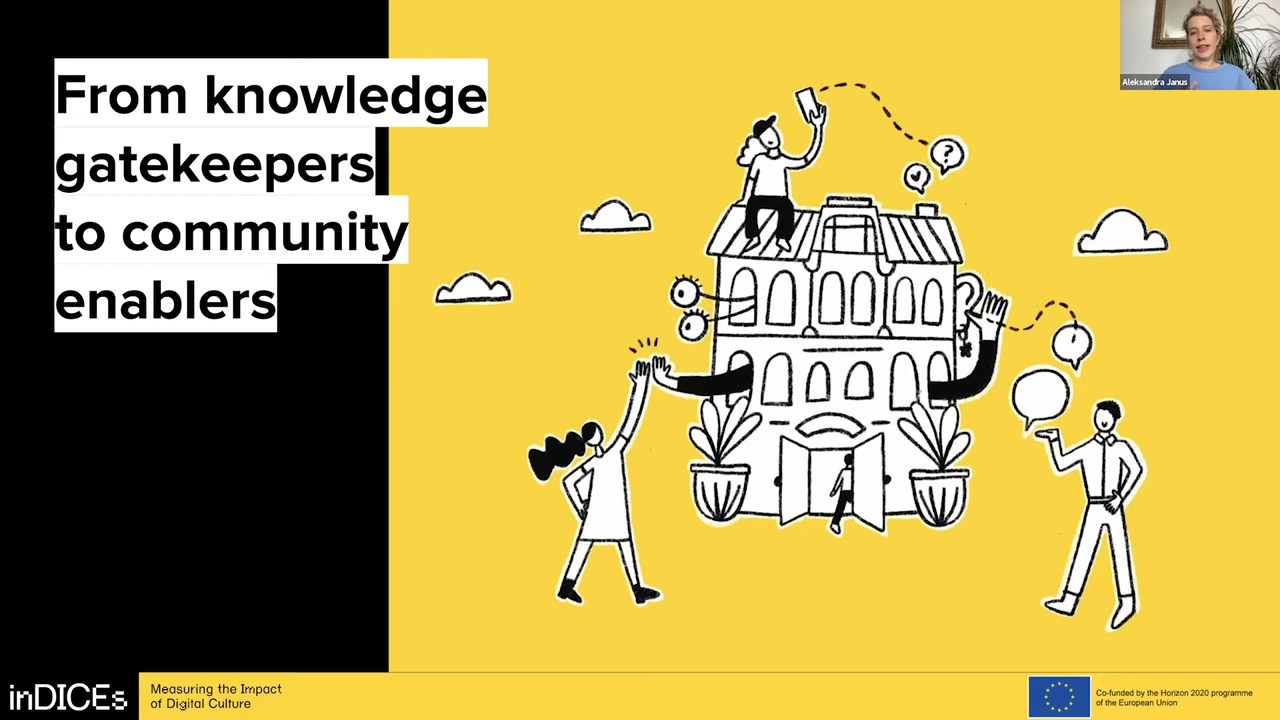 From knowledge
gatekeepers
to community
enablers
Aleksandra Janus
?
inDICEs
Measuring the Impact
of Digital Culture
Co-funded by the Horizon 2020 programme
of the European Union